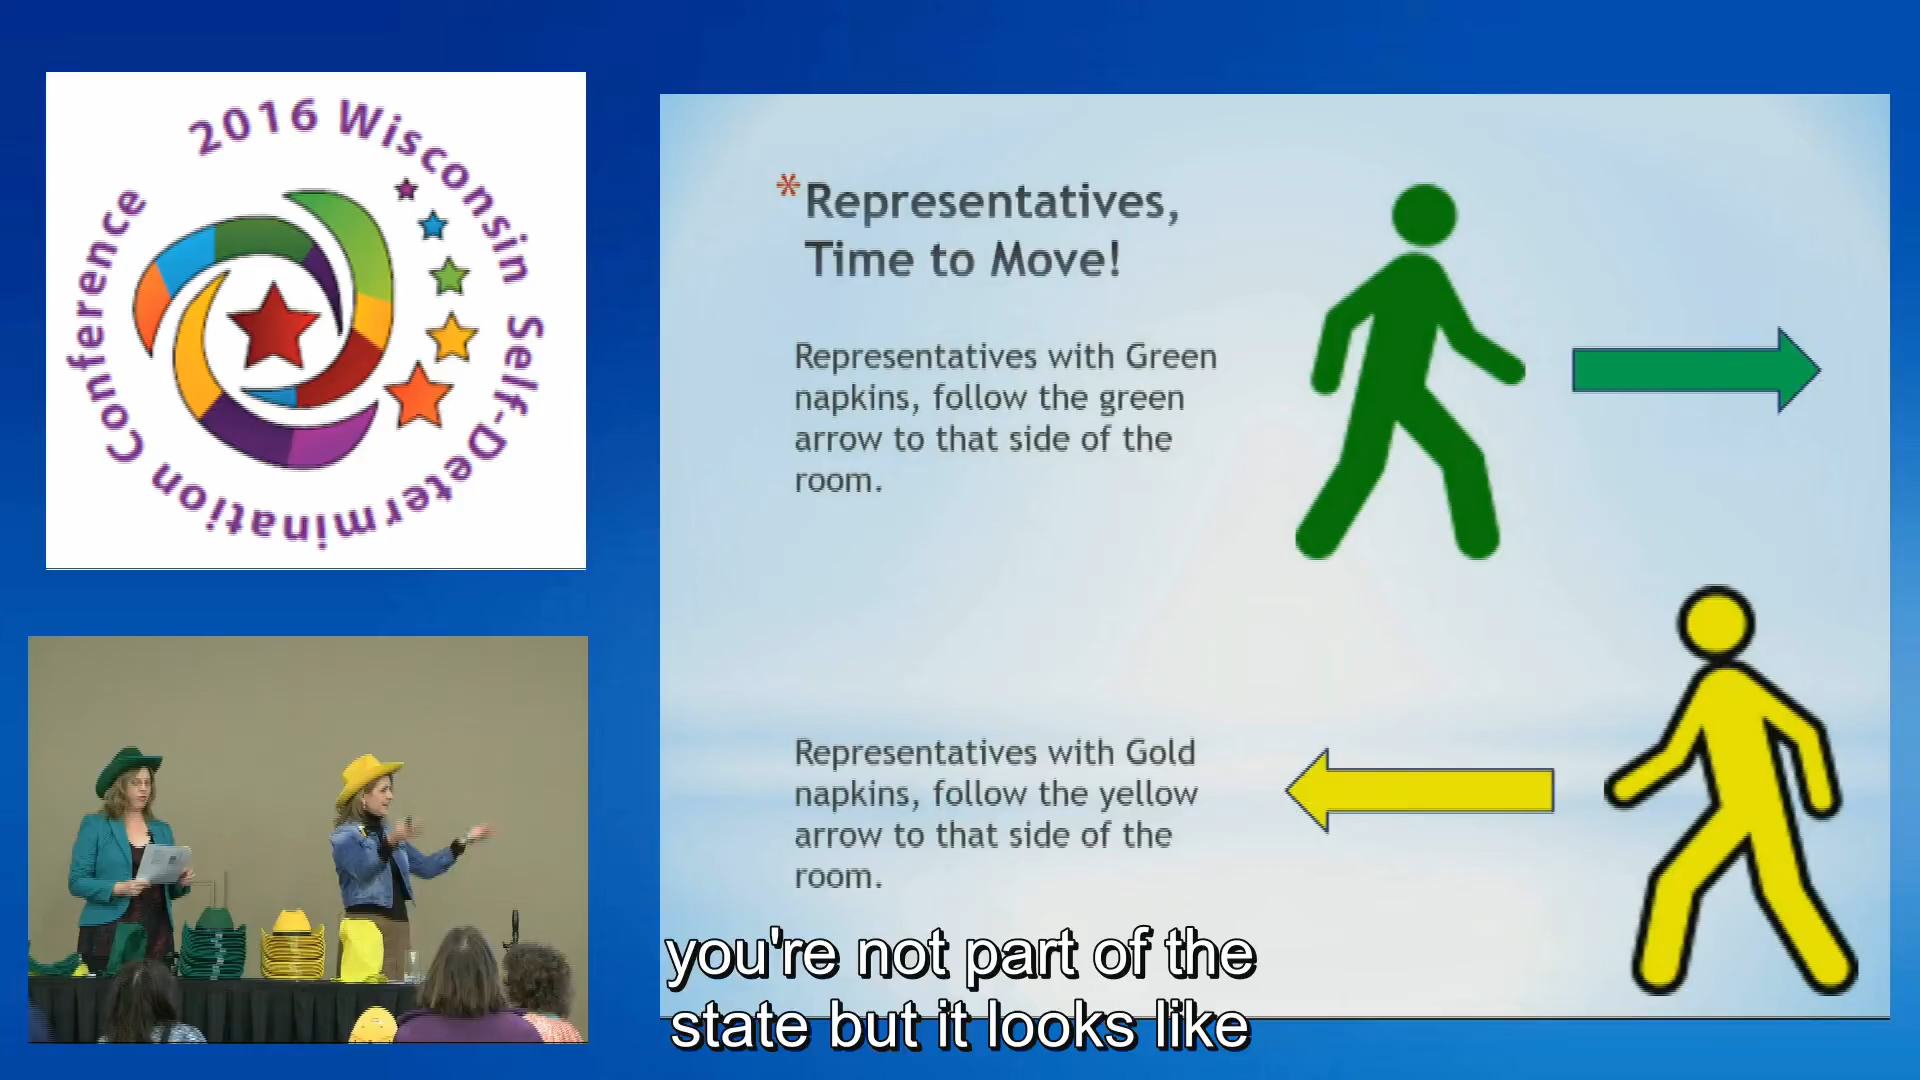 2016 Wisconsin Self-Determination Conference
*Representatives,
Time to Move!
Representatives with Green
napkins, follow the green
arrow to that side of the
room.
Representatives with Gold
napkins, follow the yellow
arrow to that side of the
room.
you're not part of the
state but it looks like